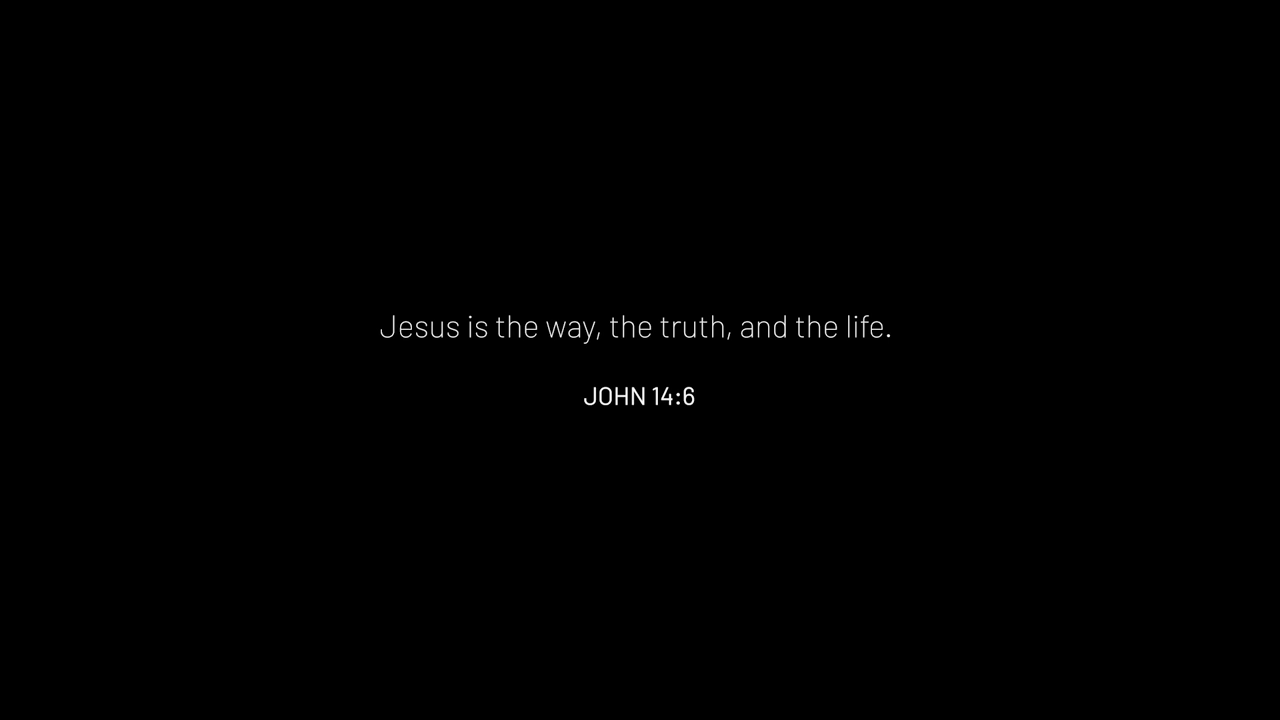 Jesus is the way, the truth, and the life.
JOHN 14:6